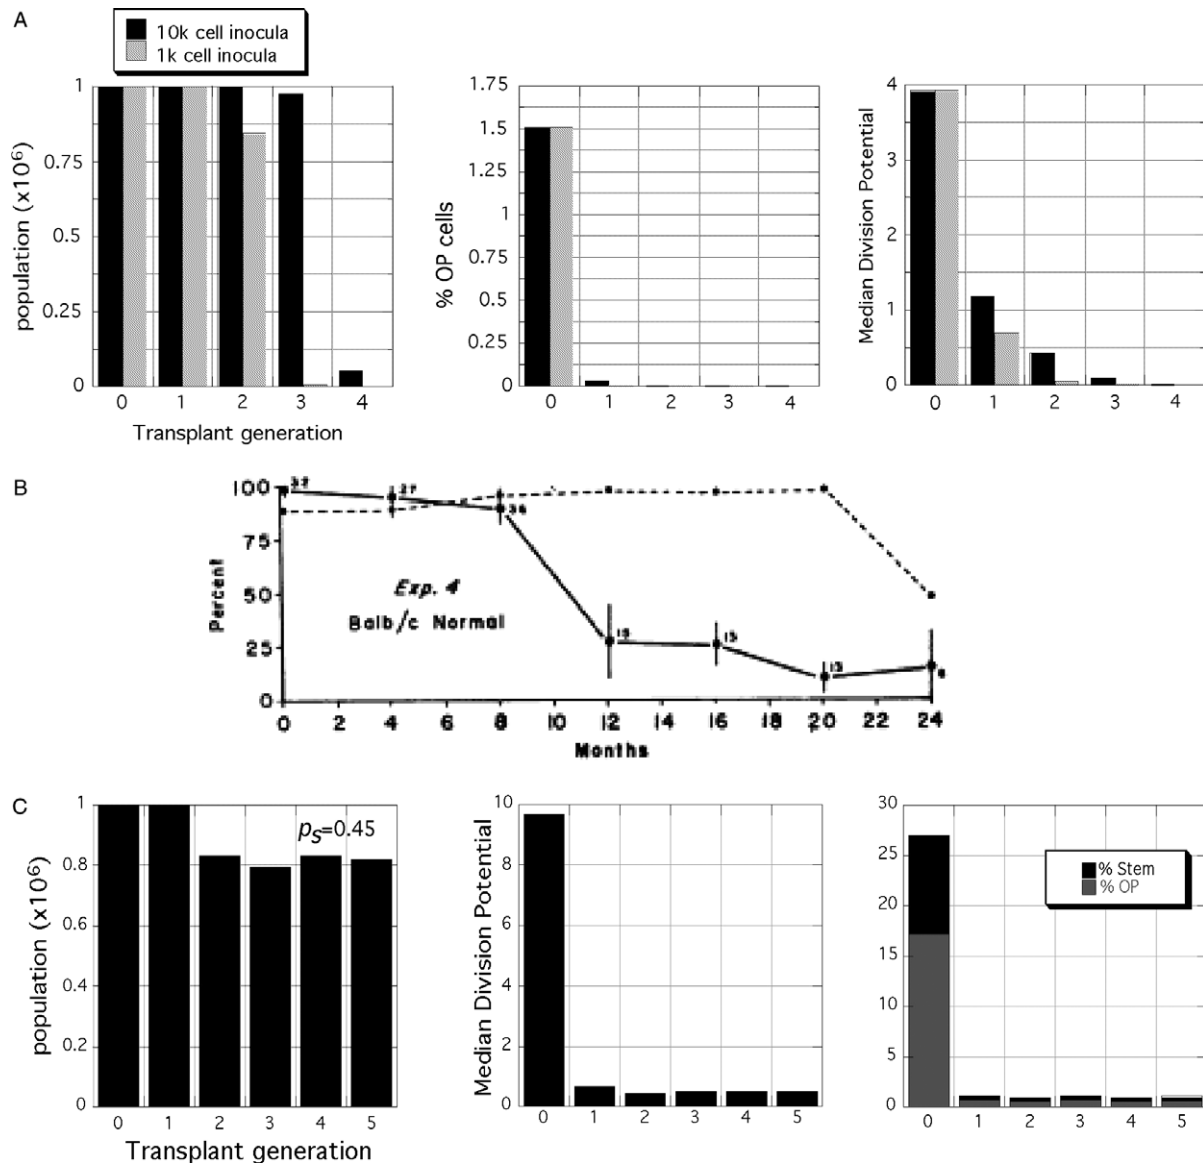 A
10k cell inocula
1k cell inocula
population (x10⁶)
1
0.75
0.5
0.25
0
0 1 2 3 4
Transplant generation
% OP cells
1.75
1.5
1.25
1
0.75
0.5
0.25
0
0 1 2 3 4
Median Division Potential
4
3
2
1
0
0 1 2 3 4
B
Percent
100
75
50
25
0
37
27
36
15
13
13
Exp. 4
Balb/c Normal
0 2 4 6 8 10 12 14 16 18 20 22 24
Months
C
population (x10⁶)
1
0.8
0.6
0.4
0.2
0
pS=0.45
0 1 2 3 4 5
Transplant generation
Median Division Potential
10
8
6
4
2
0
0 1 2 3 4 5
30
25
20
15
10
5
0
% Stem
% OP
0 1 2 3 4 5